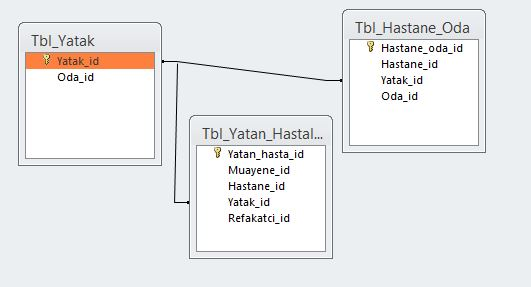 Tbl_Yatak
Yatak_id
Oda_id
Tbl_Hastane_Oda
Hastane_oda_id
Hastane_id
Yatak_id
Oda_id
Tbl_Yatan_Hastal...
Yatan_hasta_id
Muayene_id
Hastane_id
Yatak_id
Refakatci_id